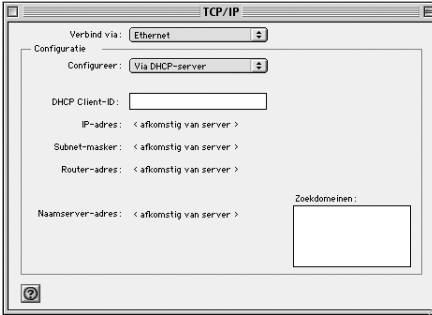 TCP/IP
Verbind via: Ethernet
Configuratie
Configureer: Via DHCP-server
DHCP Client-ID:
IP-adres: < afkomstig van server >
Subnet-masker: < afkomstig van server >
Router-adres: < afkomstig van server >
Zoekdomeinen:
Naamserver-adres: < afkomstig van server >
?